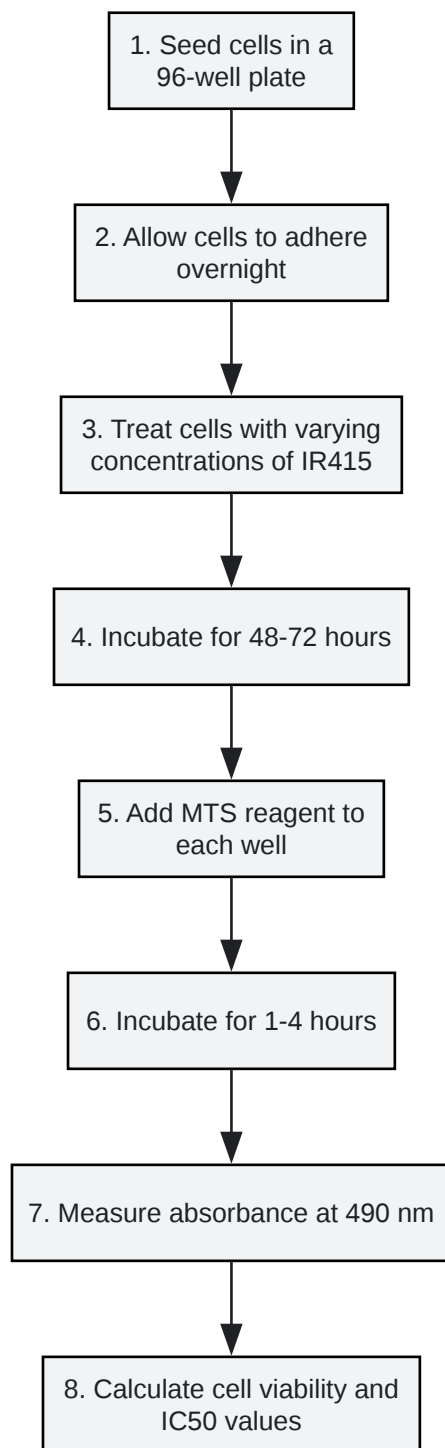 1. Seed cells in a
96-well plate
2. Allow cells to adhere
overnight
3. Treat cells with varying
concentrations of IR415
4. Incubate for 48-72 hours
5. Add MTS reagent to
each well
6. Incubate for 1-4 hours
7. Measure absorbance at 490 nm
8. Calculate cell viability and
IC50 values